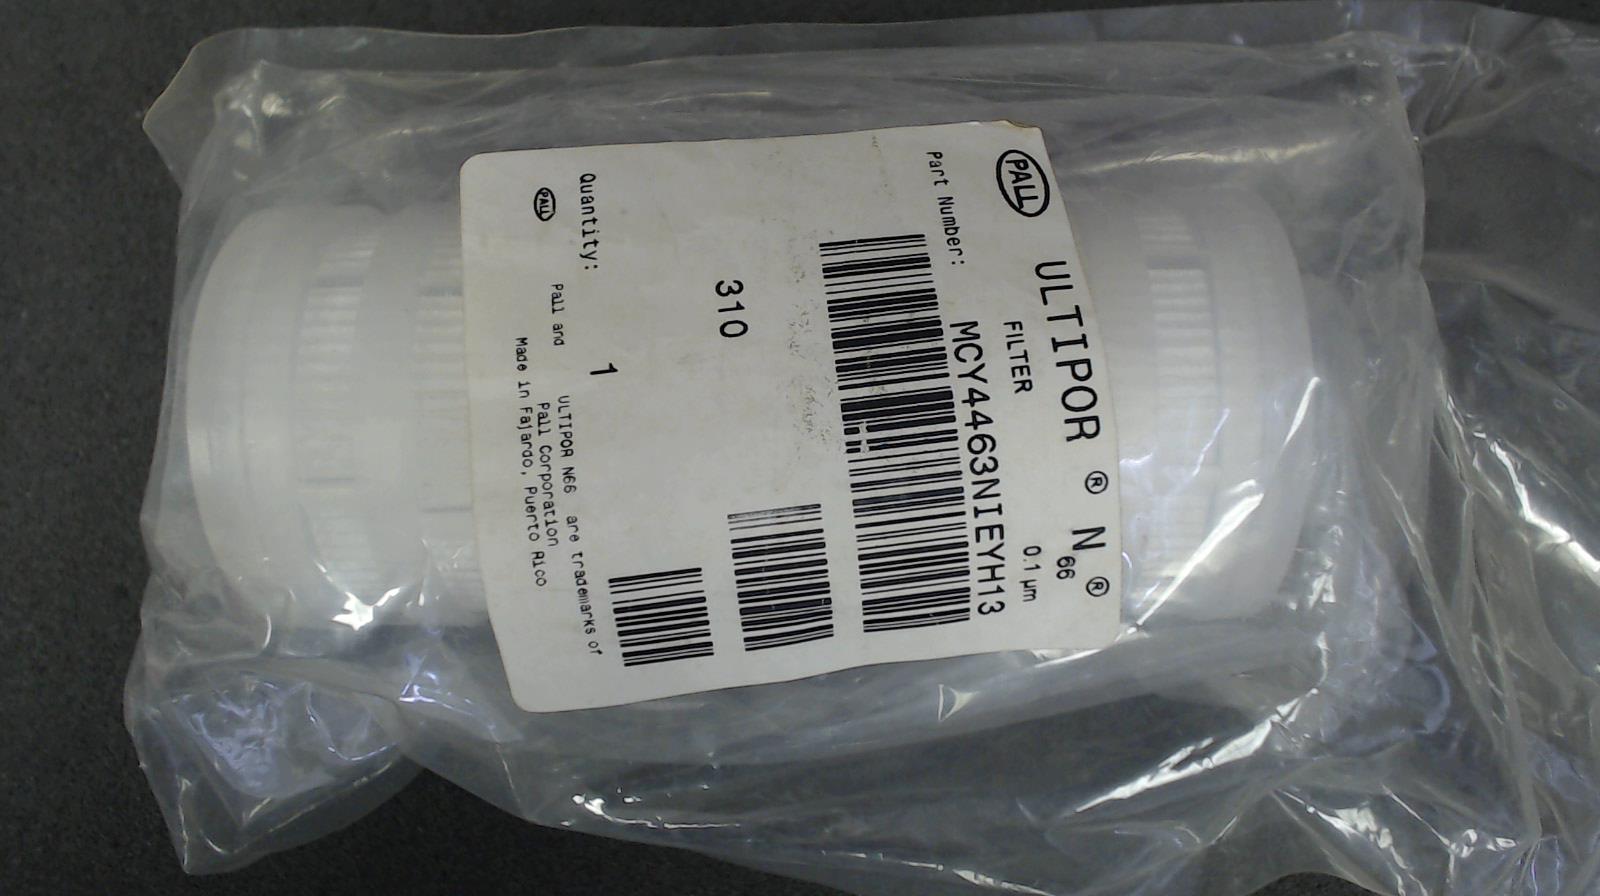 PALL ULTIPOR ® N66 ®
FILTER 0.1 µm
Part Number:
MCY4463NIEYH13
310
Quantity: 1
PALL
Pall and ULTIPOR N66 are trademarks of
Pall Corporation
Made in Fajardo, Puerto Rico